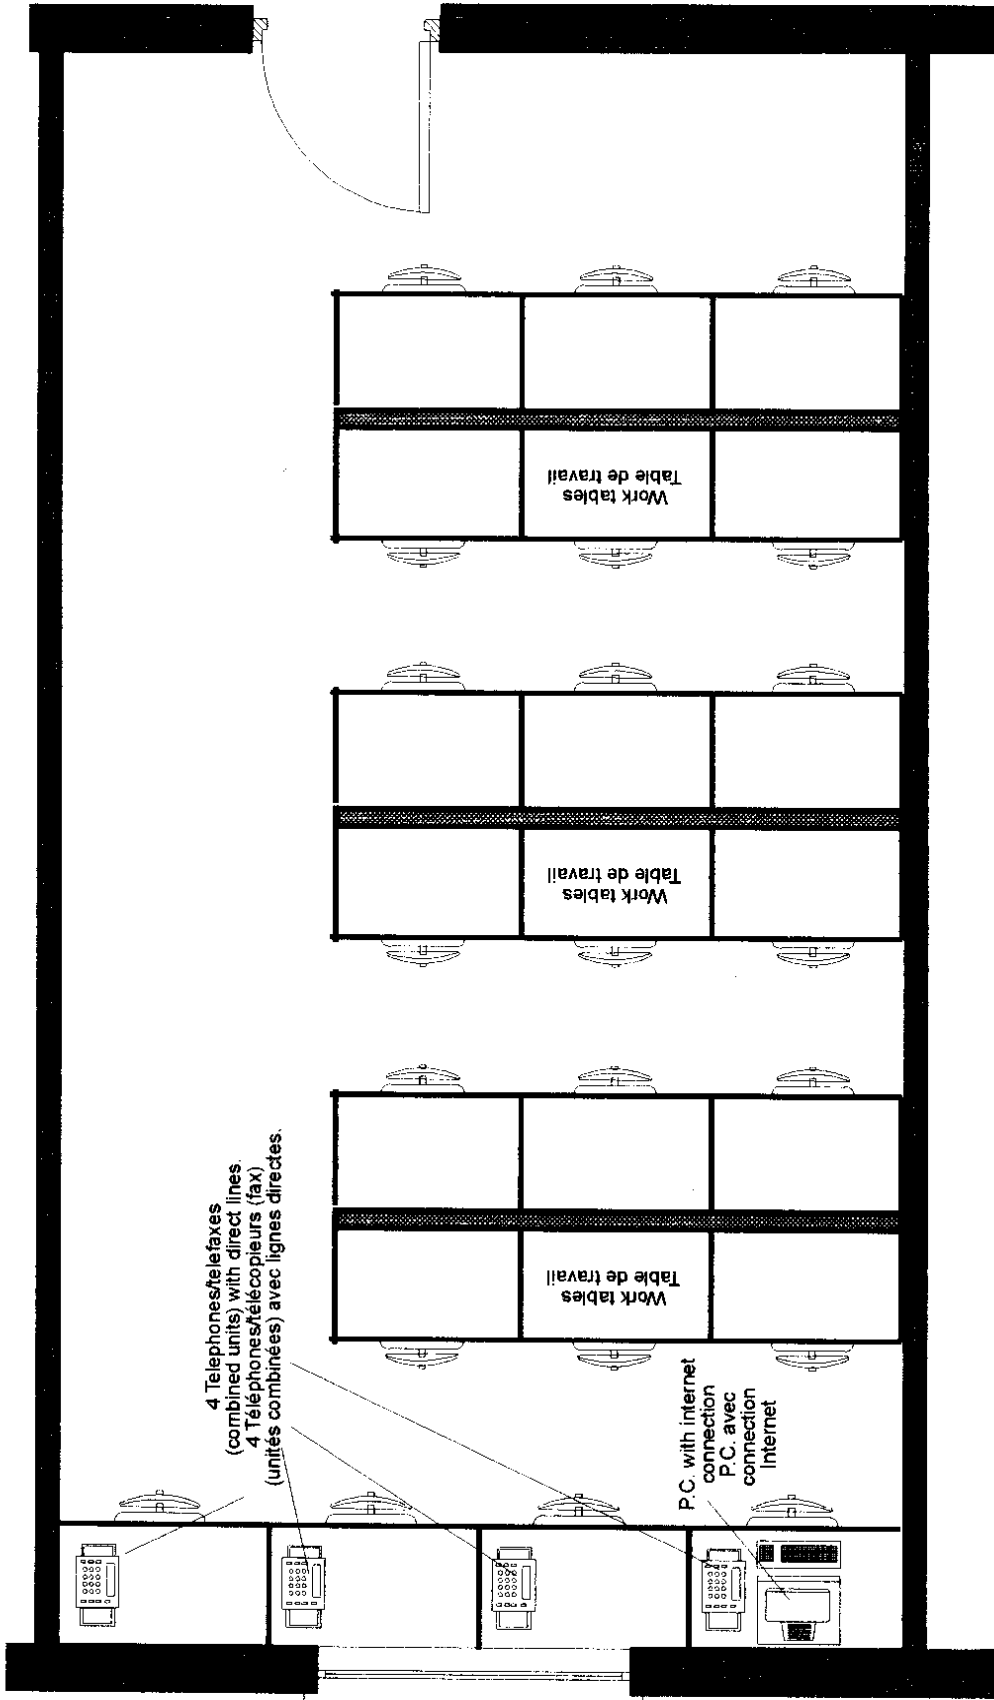 Work tables
Table de travail
Work tables
Table de travail
Work tables
Table de travail
4 Telephones/telefaxes
(combined units) with direct lines.
4 Téléphones/télécopieurs (fax)
(unités combinées) avec lignes directes.
P.C. with internet
connection
P.C. avec
connection
Internet